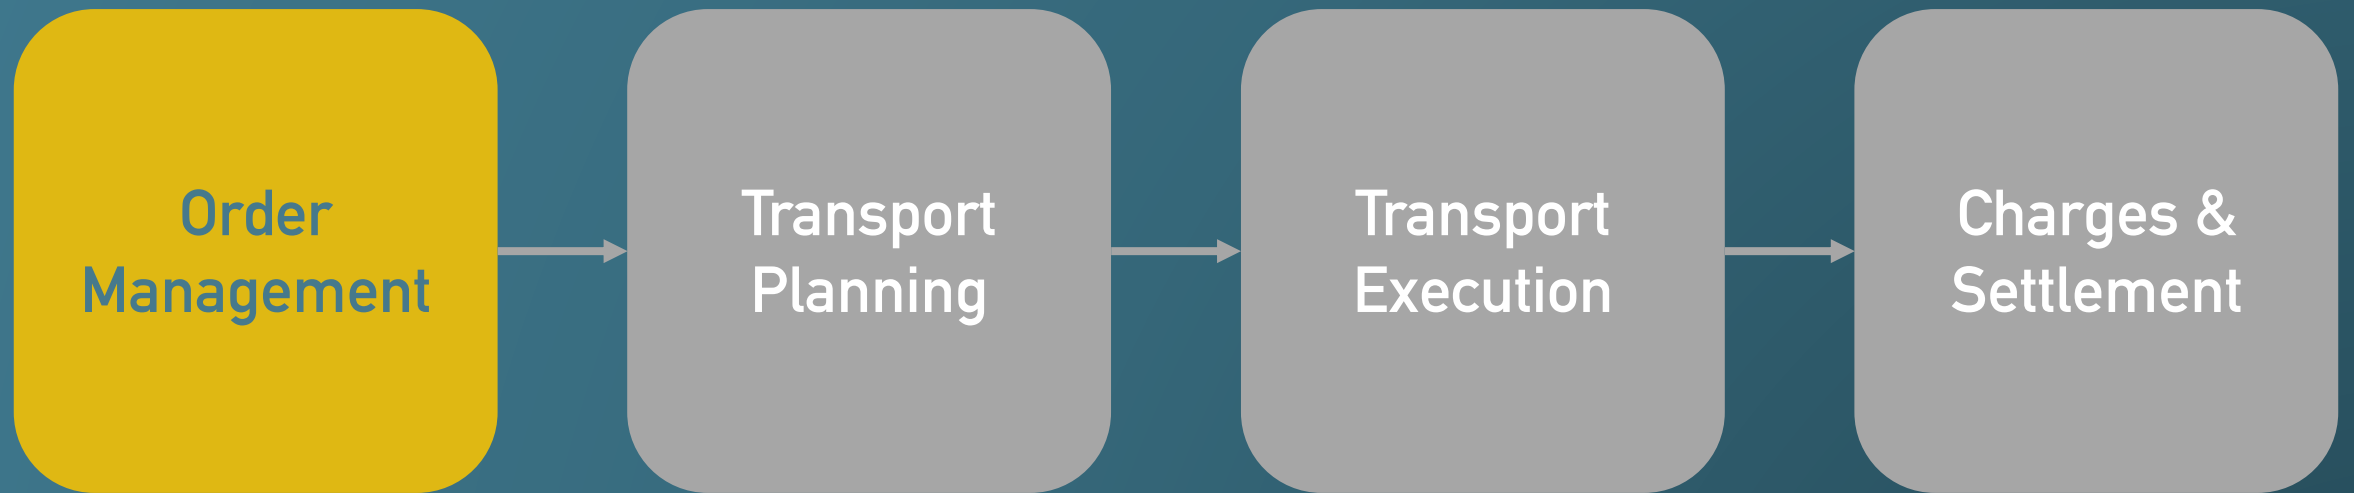 Order
Management
Transport
Planning
Transport
Execution
Charges &
Settlement